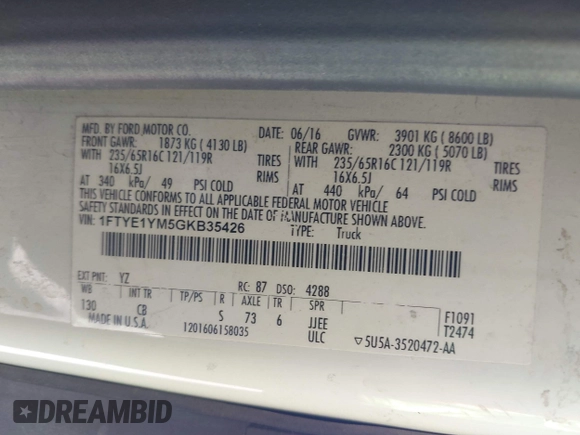 MFD. BY FORD MOTOR CO.
DATE: 06/16 GVWR: 3901 KG ( 8600 LB)
FRONT GAWR: 1873 KG ( 4130 LB)
REAR GAWR: 2300 KG ( 5070 LB)
WITH 235/65R16C 121/119R TIRES
WITH 235/65R16C 121/119R TIRES
16X6.5J RIMS
16X6.5J RIMS
AT 340 kPa/ 49 PSI COLD
AT 440 kPa/ 64 PSI COLD
THIS VEHICLE CONFORMS TO ALL APPLICABLE FEDERAL MOTOR VEHICLE
SAFETY STANDARDS IN EFFECT ON THE DATE OF MANUFACTURE SHOWN ABOVE.
VIN: 1FTYE1YM5GKB35426
TYPE: Truck
EXT PNT: YZ RC: 87 DSO: 4288
WB INT TR TP/PS R AXLE TR SPR
F1091
130 CB S 73 6 JJEE
T2474
MADE IN U.S.A. 1201606158035 ULC
▽5U5A-3520472-AA
DREAMBID